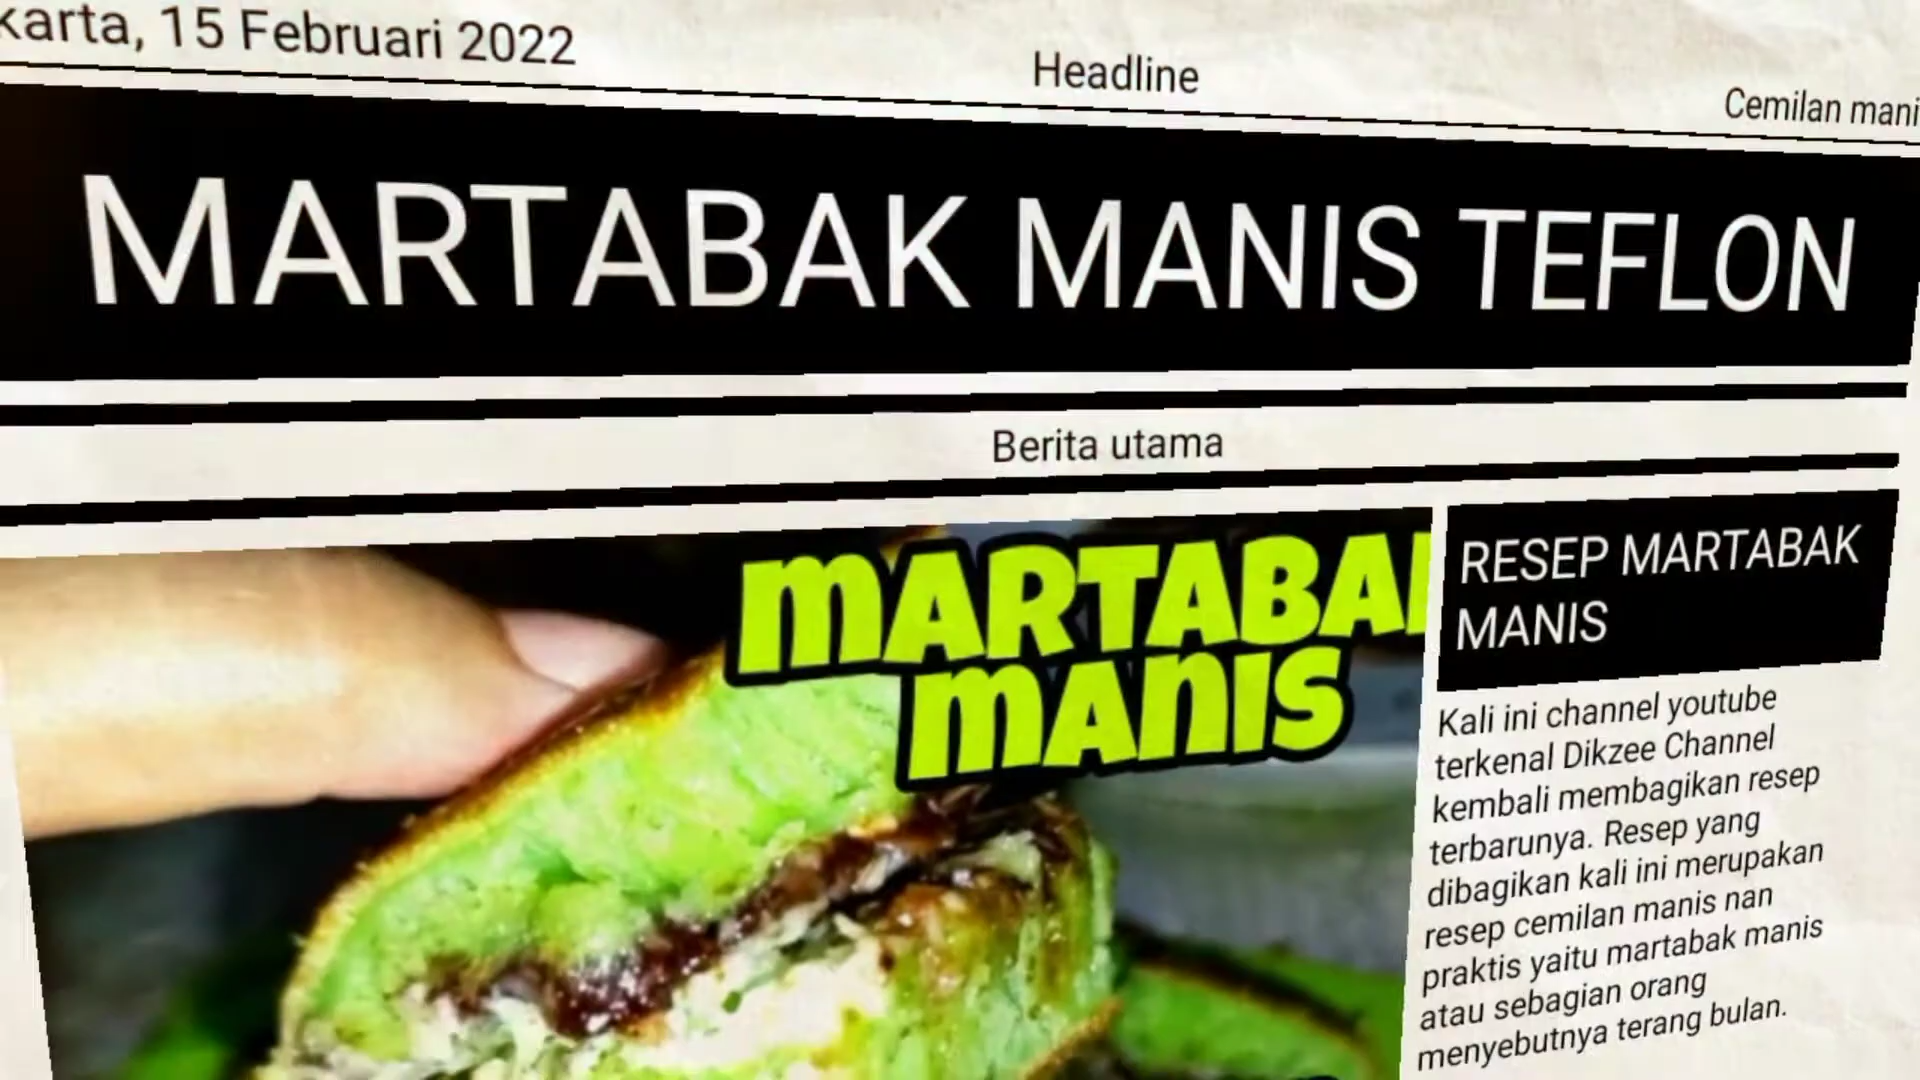 karta, 15 Februari 2022
Headline
Cemilan mani
MARTABAK MANIS TEFLON
Berita utama
MARTABA
MANIS
RESEP MARTABAK
MANIS
Kali ini channel youtube
terkenal Dikzee Channel
kembali membagikan resep
terbarunya. Resep yang
dibagikan kali ini merupakan
resep cemilan manis nan
praktis yaitu martabak manis
atau sebagian orang
menyebutnya terang bulan.